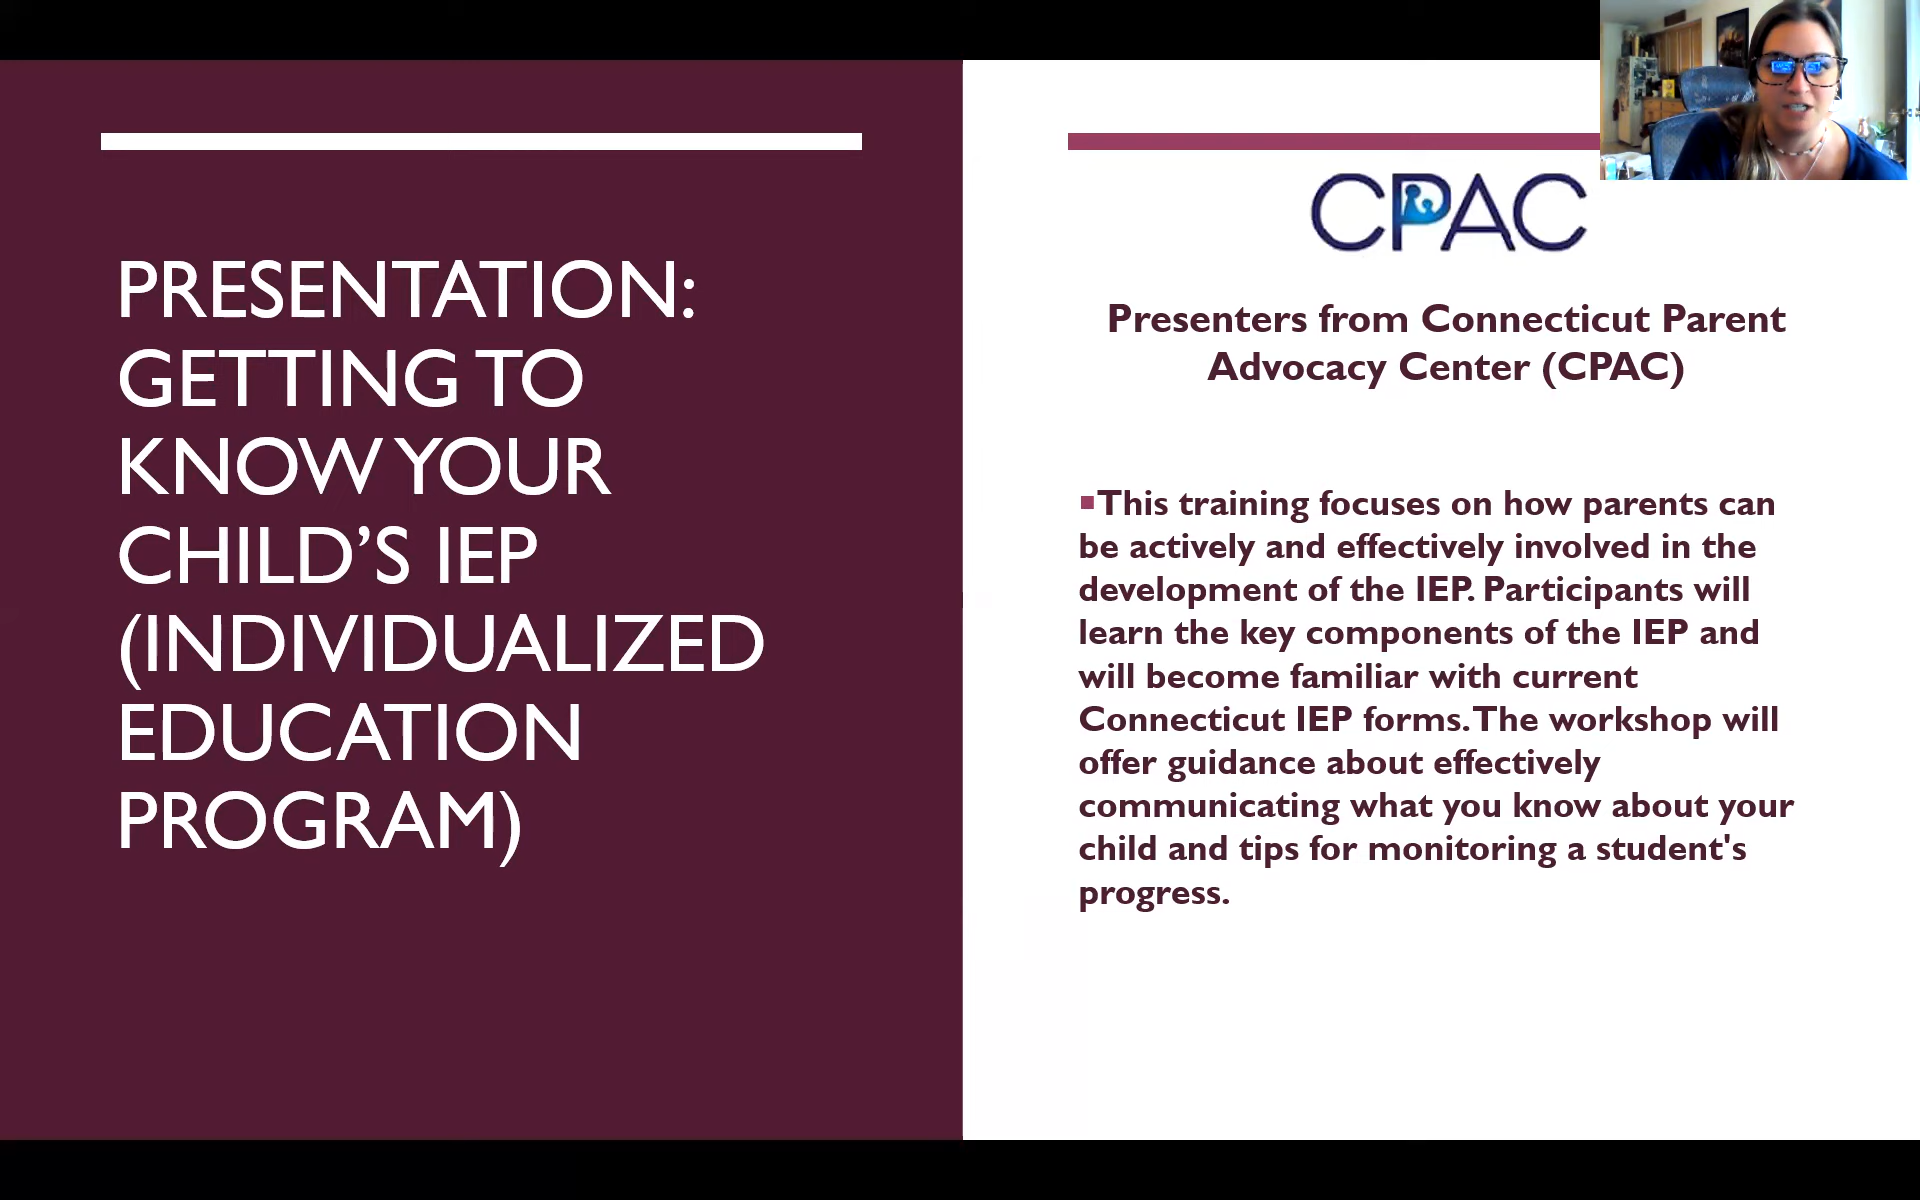 PRESENTATION:
GETTING TO
KNOW YOUR
CHILD’S IEP
(INDIVIDUALIZED
EDUCATION
PROGRAM)
CPAC
Presenters from Connecticut Parent
Advocacy Center (CPAC)
▪This training focuses on how parents can
be actively and effectively involved in the
development of the IEP. Participants will
learn the key components of the IEP and
will become familiar with current
Connecticut IEP forms. The workshop will
offer guidance about effectively
communicating what you know about your
child and tips for monitoring a student's
progress.